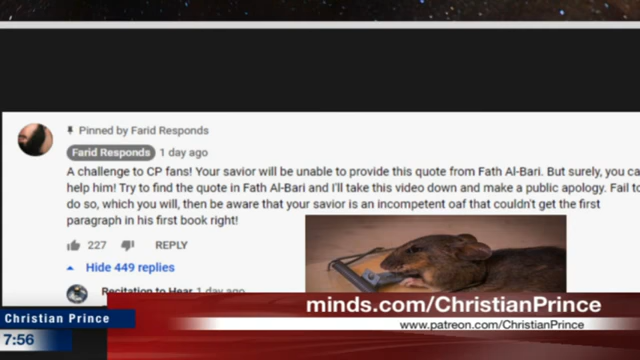 Pinned by Farid Responds
Farid Responds 1 day ago
A challenge to CP fans! Your savior will be unable to provide this quote from Fath Al-Bari. But surely, you ca
help him! Try to find the quote in Fath Al-Bari and I'll take this video down and make a public apology. Fail to
do so, which you will, then be aware that your savior is an incompetent oaf that couldn't get the first
paragraph in his first book right!
227 REPLY
Hide 449 replies
Recitation to Hear 1 day ago
minds.com/ChristianPrince
Christian Prince
www.patreon.com/ChristianPrince
7:56